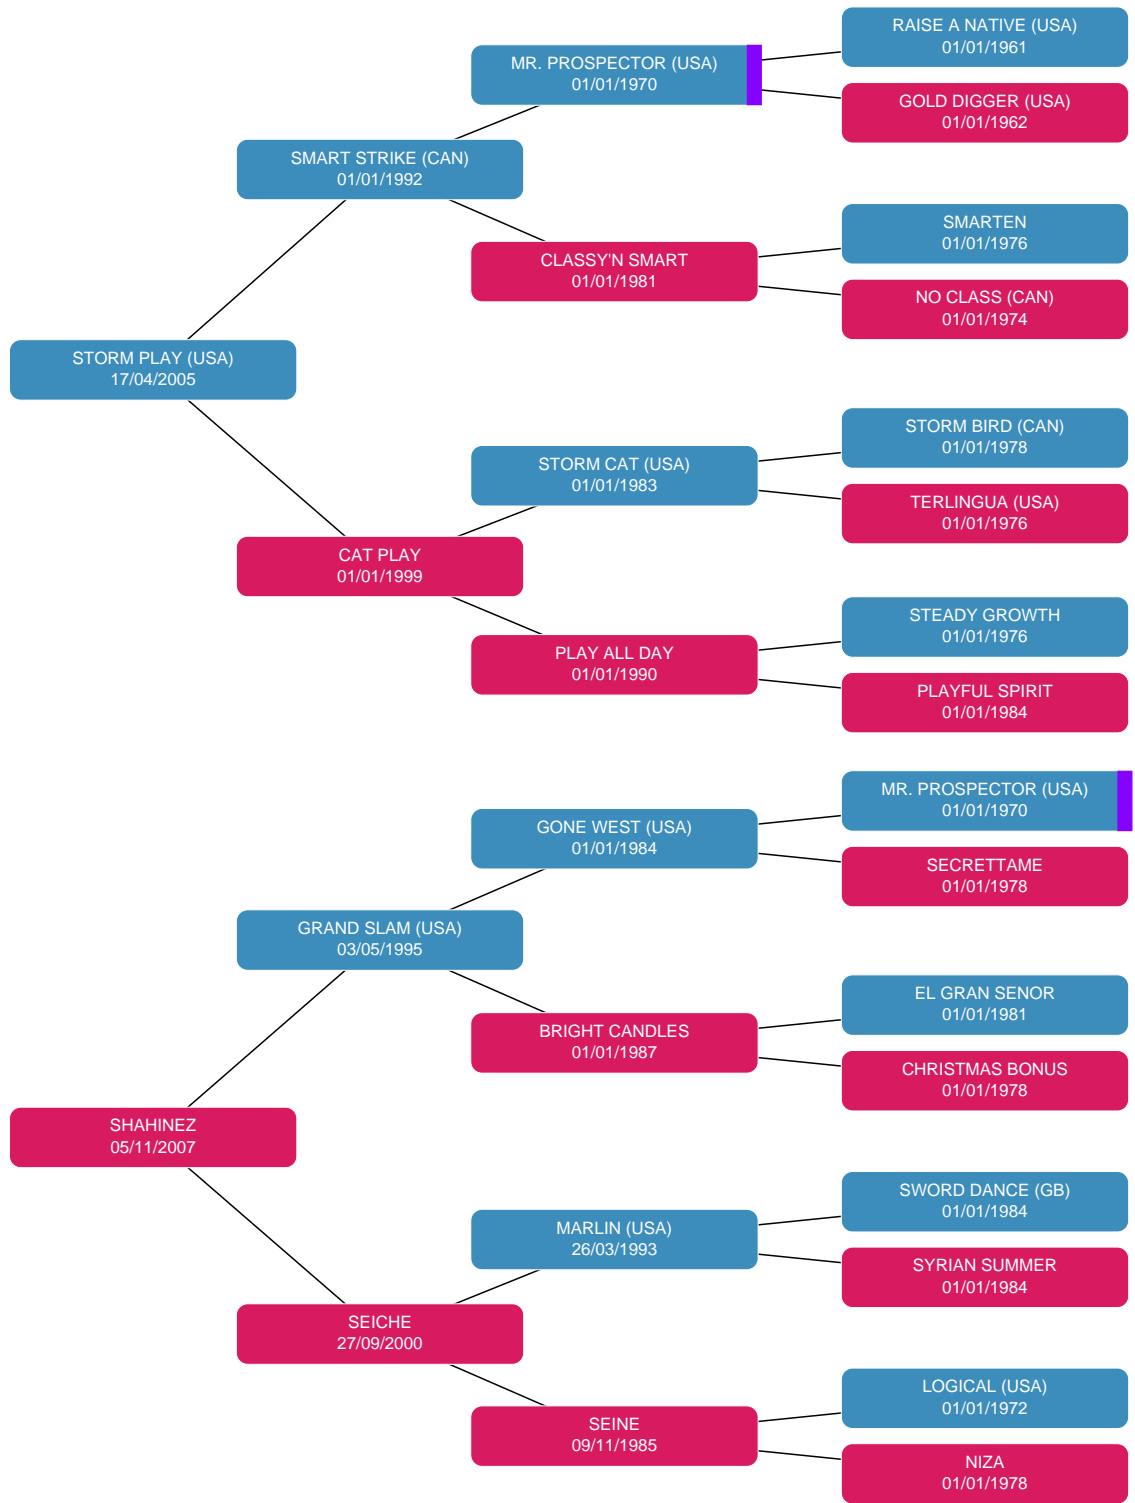 RAISE A NATIVE (USA)
01/01/1961
MR. PROSPECTOR (USA)
01/01/1970
GOLD DIGGER (USA)
01/01/1962
SMART STRIKE (CAN)
01/01/1992
SMARTEN
01/01/1976
CLASSY'N SMART
01/01/1981
NO CLASS (CAN)
01/01/1974
STORM PLAY (USA)
17/04/2005
STORM BIRD (CAN)
01/01/1978
STORM CAT (USA)
01/01/1983
TERLINGUA (USA)
01/01/1976
CAT PLAY
01/01/1999
STEADY GROWTH
01/01/1976
PLAY ALL DAY
01/01/1990
PLAYFUL SPIRIT
01/01/1984
MR. PROSPECTOR (USA)
01/01/1970
GONE WEST (USA)
01/01/1984
SECRETTAME
01/01/1978
GRAND SLAM (USA)
03/05/1995
EL GRAN SENOR
01/01/1981
BRIGHT CANDLES
01/01/1987
CHRISTMAS BONUS
01/01/1978
SHAHINEZ
05/11/2007
SWORD DANCE (GB)
01/01/1984
MARLIN (USA)
26/03/1993
SYRIAN SUMMER
01/01/1984
SEICHE
27/09/2000
LOGICAL (USA)
01/01/1972
SEINE
09/11/1985
NIZA
01/01/1978